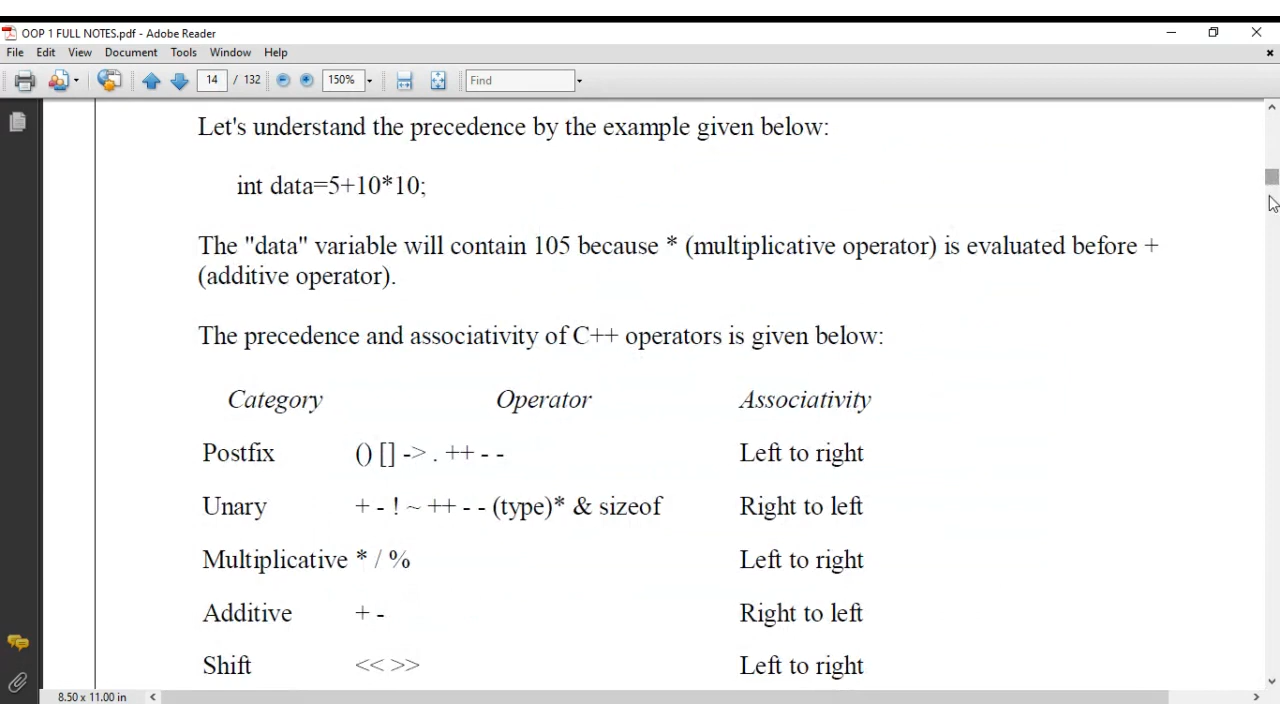 OOP 1 FULL NOTES.pdf - Adobe Reader
File Edit View Document Tools Window Help
14 / 132 150% Find
Let's understand the precedence by the example given below:
int data=5+10*10;
The "data" variable will contain 105 because * (multiplicative operator) is evaluated before +
(additive operator).
The precedence and associativity of C++ operators is given below:
Category Operator Associativity
Postfix () [] -> . ++ - - Left to right
Unary + - ! ~ ++ - - (type)* & sizeof Right to left
Multiplicative * / % Left to right
Additive + - Right to left
Shift << >> Left to right
8.50 x 11.00 in